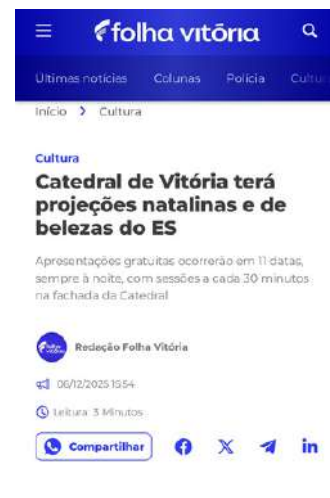 folha vitória
Últimas notícias Colunas Polícia Cultur
Início > Cultura
Cultura
Catedral de Vitória terá
projeções natalinas e de
belezas do ES
Apresentações gratuitas ocorrerão em 11 datas,
sempre à noite, com sessões a cada 30 minutos
na fachada da Catedral
Redação Folha Vitória
06/12/2025 15:54
Leitura: 3 Minutos
Compartilhar